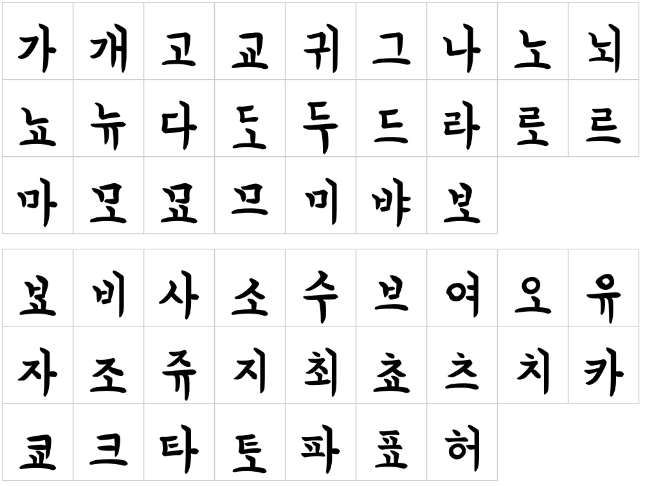 가 개 고 교 귀 그 나 노 뇌
뇨 뉴 다 도 두 드 라 로 르
마 모 묘 므 미 뱌 보
뵤 비 사 소 수 브 여 오 유
자 조 쥬 지 최 쵸 츠 치 카
쿄 크 타 토 파 표 허